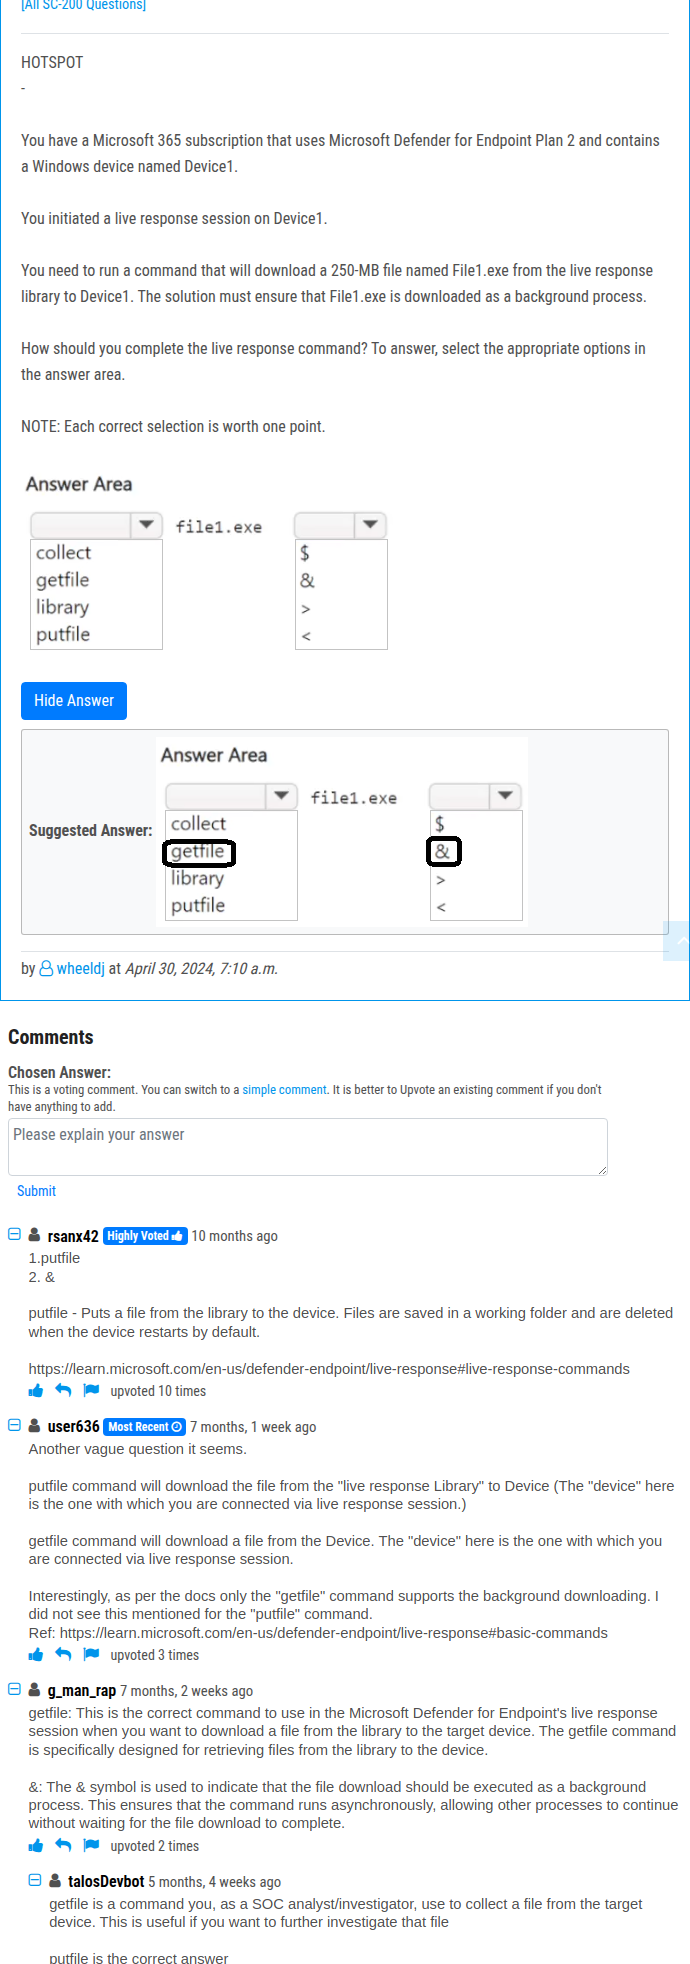 [All SC-200 Questions]
HOTSPOT
-
You have a Microsoft 365 subscription that uses Microsoft Defender for Endpoint Plan 2 and contains
a Windows device named Device1.
You initiated a live response session on Device1.
You need to run a command that will download a 250-MB file named File1.exe from the live response
library to Device1. The solution must ensure that File1.exe is downloaded as a background process.
How should you complete the live response command? To answer, select the appropriate options in
the answer area.
NOTE: Each correct selection is worth one point.
Answer Area
file1.exe
collect
getfile
library
putfile
$
&
>
<
Hide Answer
Suggested Answer:
Answer Area
file1.exe
collect
getfile
library
putfile
$
&
>
<
by wheeldj at April 30, 2024, 7:10 a.m.
Comments
Chosen Answer:
This is a voting comment. You can switch to a simple comment. It is better to Upvote an existing comment if you don't
have anything to add.
Please explain your answer
Submit
rsanx42 Highly Voted 10 months ago
1.putfile
2. &
putfile - Puts a file from the library to the device. Files are saved in a working folder and are deleted
when the device restarts by default.
https://learn.microsoft.com/en-us/defender-endpoint/live-response#live-response-commands
upvoted 10 times
user636 Most Recent 7 months, 1 week ago
Another vague question it seems.
putfile command will download the file from the "live response Library" to Device (The "device" here
is the one with which you are connected via live response session.)
getfile command will download a file from the Device. The "device" here is the one with which you
are connected via live response session.
Interestingly, as per the docs only the "getfile" command supports the background downloading. I
did not see this mentioned for the "putfile" command.
Ref: https://learn.microsoft.com/en-us/defender-endpoint/live-response#basic-commands
upvoted 3 times
g_man_rap 7 months, 2 weeks ago
getfile: This is the correct command to use in the Microsoft Defender for Endpoint's live response
session when you want to download a file from the library to the target device. The getfile command
is specifically designed for retrieving files from the library to the device.
&: The & symbol is used to indicate that the file download should be executed as a background
process. This ensures that the command runs asynchronously, allowing other processes to continue
without waiting for the file download to complete.
upvoted 2 times
talosDevbot 5 months, 4 weeks ago
getfile is a command you, as a SOC analyst/investigator, use to collect a file from the target
device. This is useful if you want to further investigate that file
putfile is the correct answer